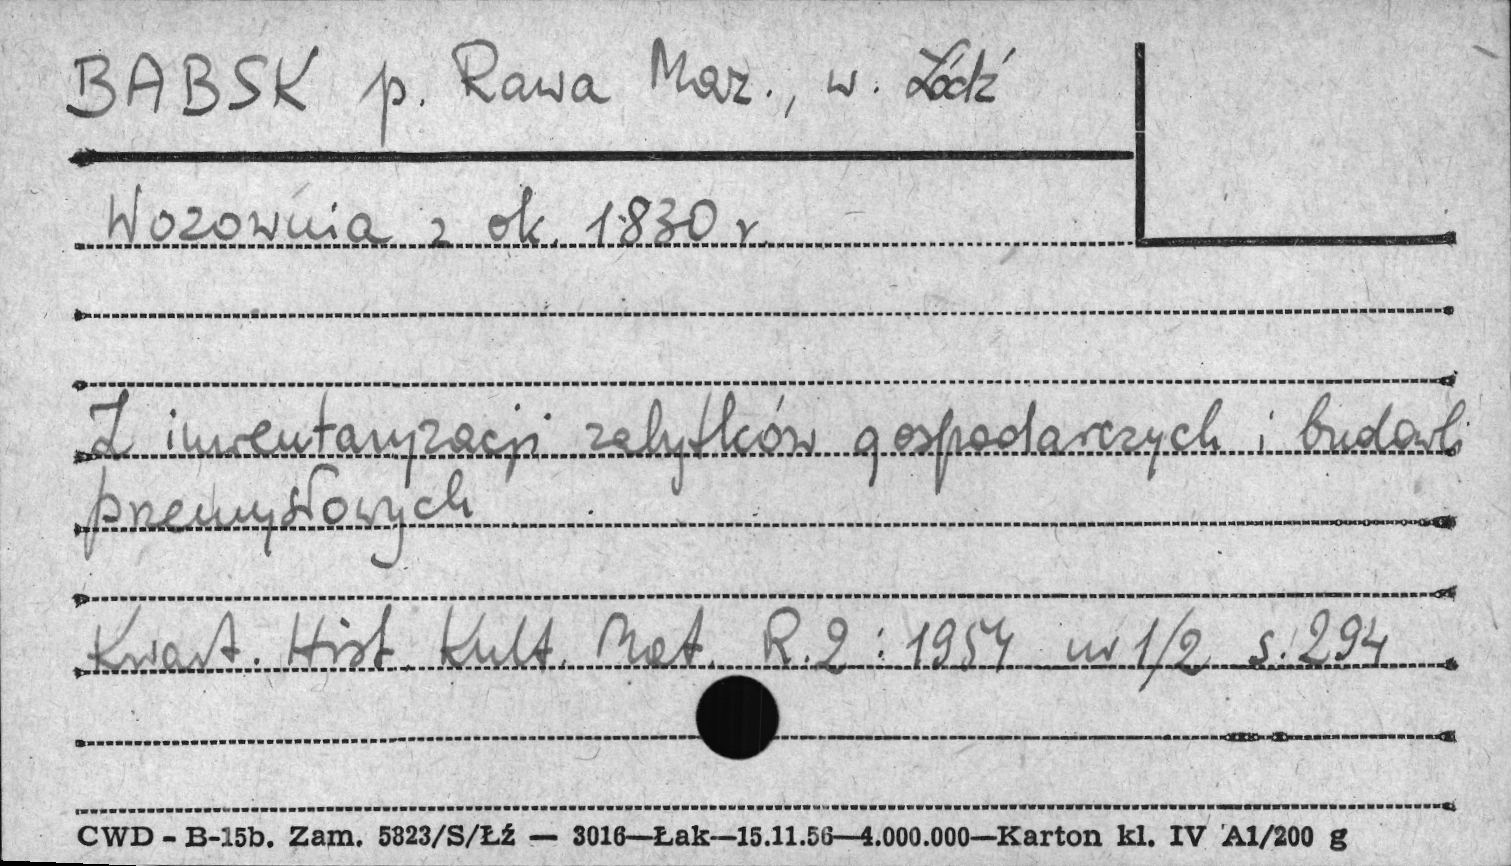 BABSK p. Rawa Maz., w. Łódź
Wozownia z ok. 1830 r.
Z inwentaryzacji zabytków gospodarczych i budowli
przemysłowych
Kwart. Hist. Kult. Mat. R.2 : 1954 nr 1/2 s. 294
CWD - B-15b. Zam. 5823/S/Łź — 3016—Łak—15.11.56—4.000.000—Karton kl. IV A1/200 g